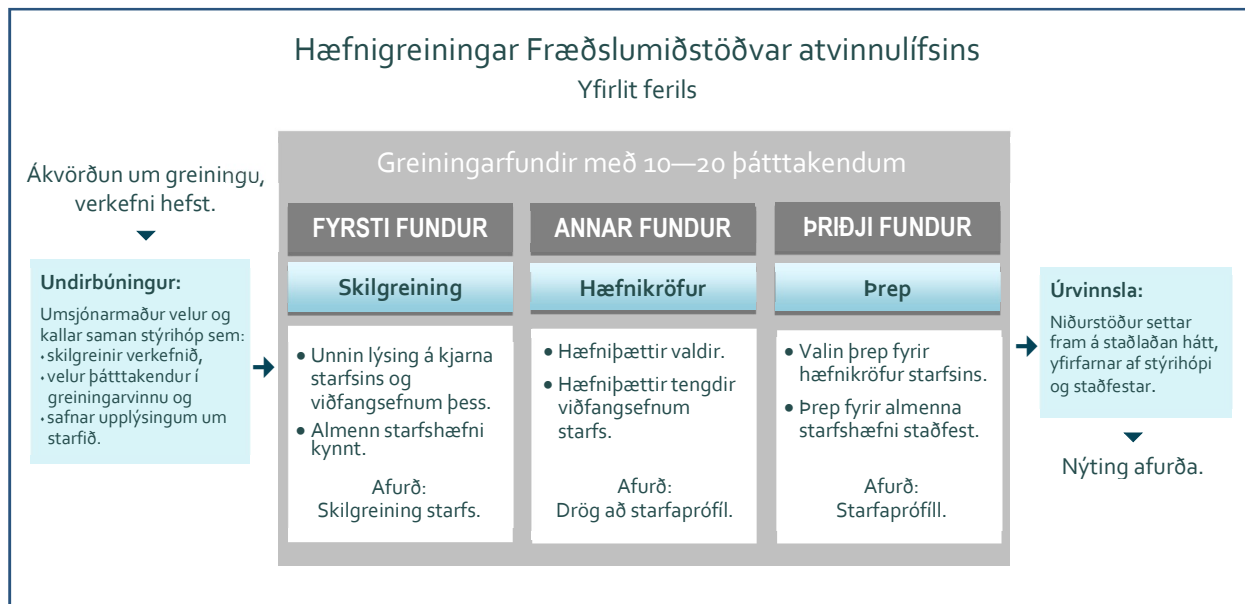 Hæfnigreiningar Fræðslumiðstöðvar atvinnulífsins
Yfirlit ferils
Ákvörðun um greiningu,
verkefni hefst.
Undirbúningur:
Umsjónarmaður velur og
kallar saman stýrihóp sem:
• skilgreinir verkefnið,
• velur þátttakendur í
greiningarvinnu og
• safnar upplýsingum um
starfið.
Greiningarfundir með 10—20 þátttakendum
FYRSTI FUNDUR
Skilgreining
• Unnin lýsing á kjarna
starfsins og
viðfangsefnum þess.
• Almenn starfshæfni
kynnt.
Afurð:
Skilgreining starfs.
ANNAR FUNDUR
Hæfnikröfur
• Hæfniþættir valdir.
• Hæfniþættir tengdir
viðfangsefnum
starfs.
Afurð:
Drög að starfaprófíl.
ÞRIÐJI FUNDUR
Þrep
• Valin þrep fyrir
hæfnikröfur starfsins.
• Þrep fyrir almenna
starfshæfni staðfest.
Afurð:
Starfaprófíll.
Úrvinnsla:
Niðurstöður settar
fram á staðlaðan hátt,
yfirfarnar af stýrihópi
og staðfestar.
Nýting afurða.